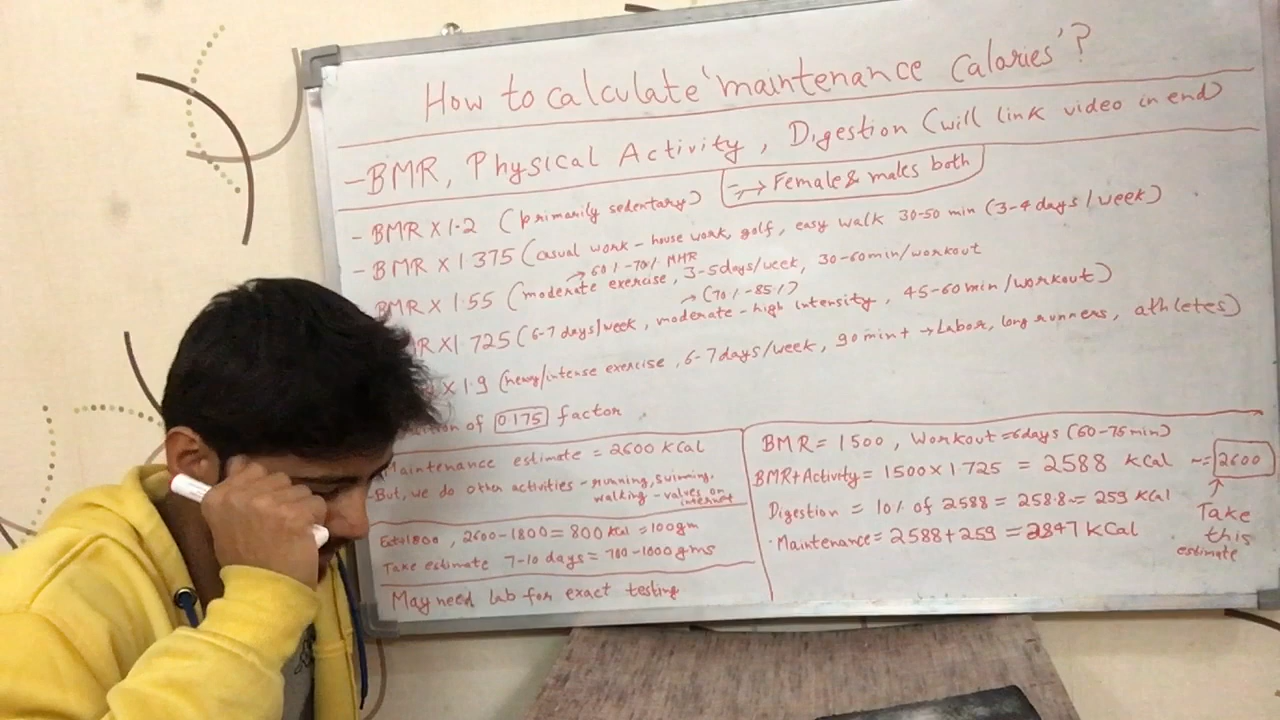 How to calculate 'maintenance calories'?
-BMR, Physical Activity, Digestion (will link video in end)
=,→ Female & males both
- BMR X 1.2 (primarily sedentary)
- BMR X 1.375 (casual work - house work, golf, easy walk 30-50 min (3-4 days / week)
→ 60%-70% MHR
BMR X 1.55 (moderate exercise, 3-5 days/week, 30-60 min/workout
→ (70%-85%)
RX1.725 (6-7 days/week, moderate - high intensity, 45-60 min/workout)
X 1.9 (heavy/intense exercise, 6-7 days/week, 90 min+ → Labor, long runners, athletes)
of 0.175 factor
Maintenance estimate = 2600 KCal
-But, we do other activities - running, swimming,
walking - values on
internet
Eat=1800, 2600-1800 = 800 Kcal = 100gm
Take estimate 7-10 days = 700-1000 gms
May need lab for exact testing
BMR = 1500, Workout = 6days (60-75 min)
BMR+Activity = 1500 X 1.725 = 2588 KCal ~= 2600
Digestion = 10% of 2588 = 258.8 ~= 259 KCal
Maintenance = 2588 + 259 = 2847 KCal
↑
Take
this
estimate